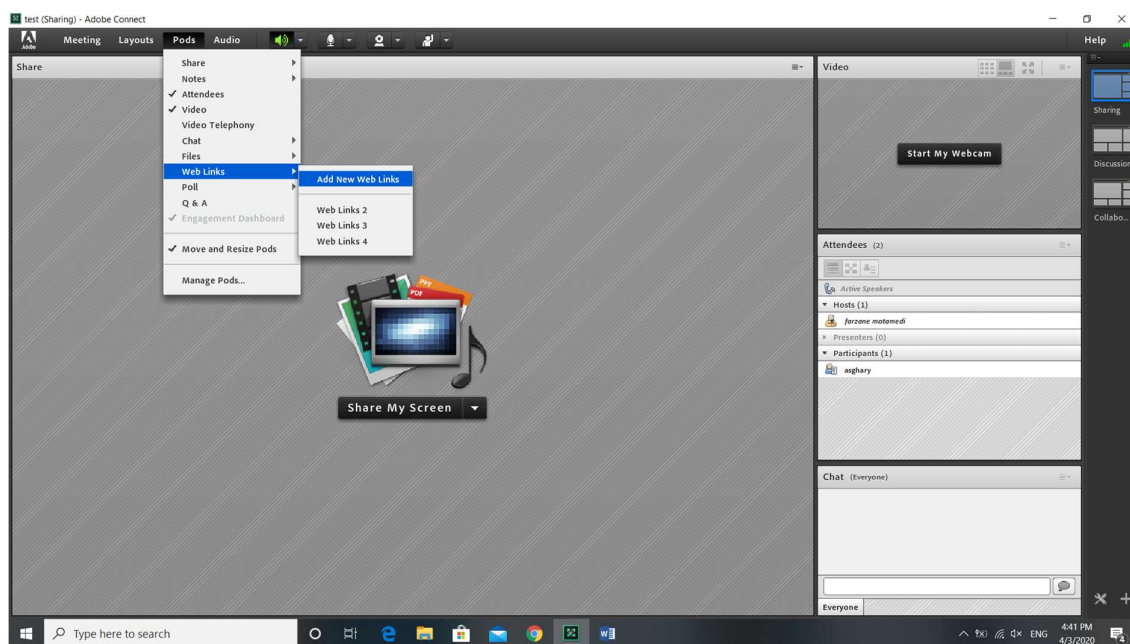 test (Sharing) - Adobe Connect
Adobe
Meeting Layouts Pods Audio Help
Share
Share
Notes
Attendees
Video
Video Telephony
Chat
Files
Web Links
Poll
Q & A
Engagement Dashboard
Move and Resize Pods
Manage Pods...
Add New Web Links
Web Links 2
Web Links 3
Web Links 4
PPT
PDF
Share My Screen
Video
Start My Webcam
Attendees (2)
Active Speakers
Hosts (1)
farzane motamedi
Presenters (0)
Participants (1)
asghary
Chat (Everyone)
Everyone
Sharing
Discussion
Collabo...
Type here to search
ENG
4:41 PM
4/3/2020
4